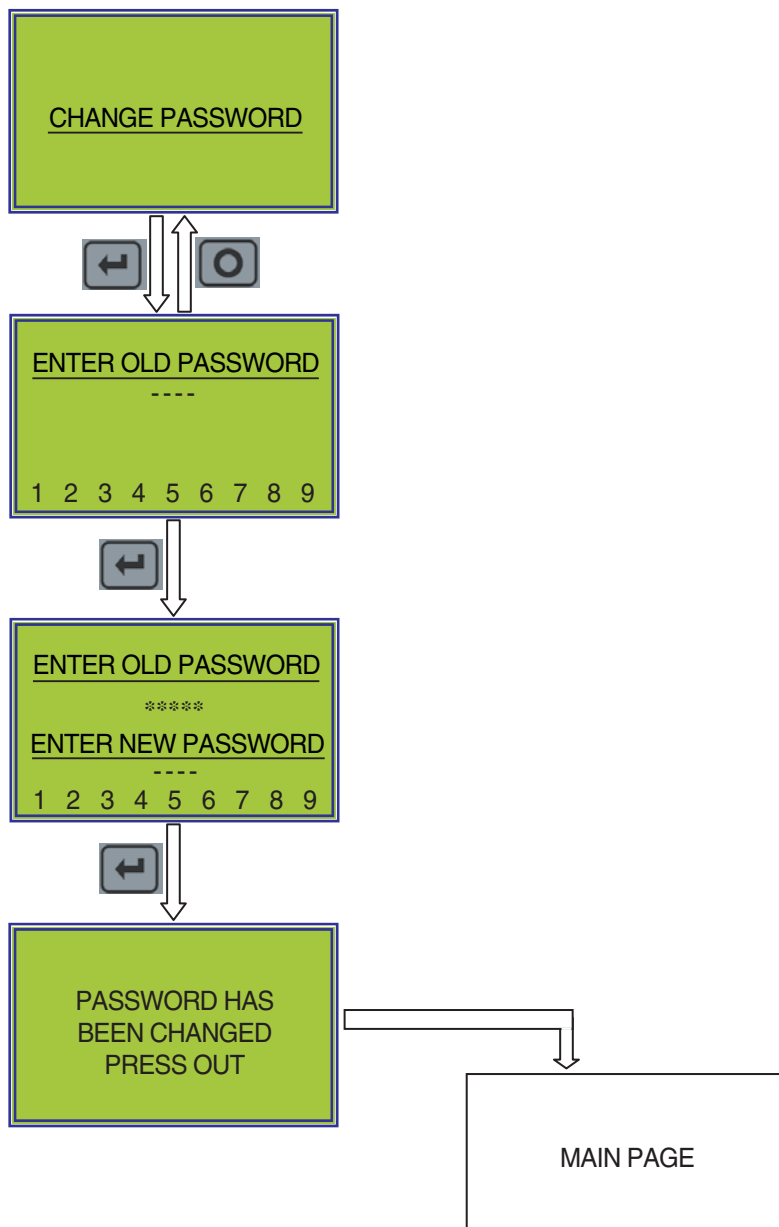 CHANGE PASSWORD
ENTER OLD PASSWORD
----
1 2 3 4 5 6 7 8 9
ENTER OLD PASSWORD
*****
ENTER NEW PASSWORD
----
1 2 3 4 5 6 7 8 9
PASSWORD HAS
BEEN CHANGED
PRESS OUT
MAIN PAGE